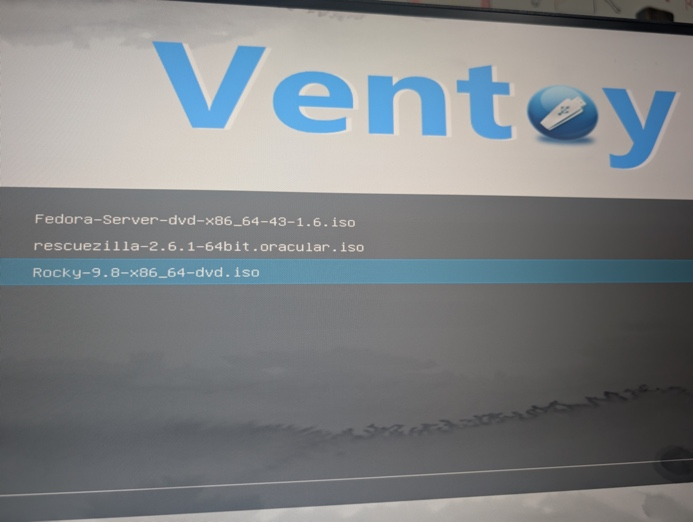 Ventoy
Fedora-Server-dvd-x86_64-43-1.6.iso
rescuezilla-2.6.1-64bit.oracular.iso
Rocky-9.8-x86_64-dvd.iso